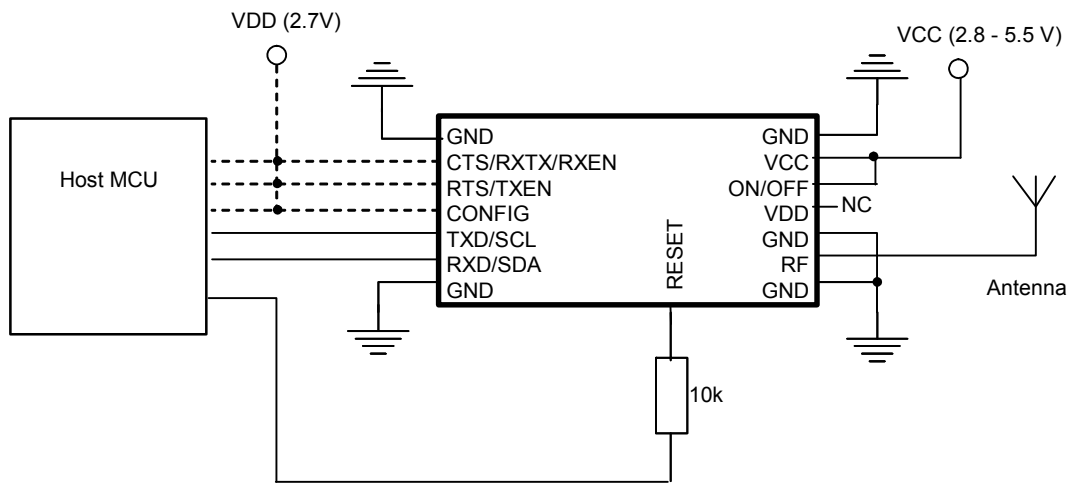 VDD (2.7V)
VCC (2.8 - 5.5 V)
Host MCU
GND
CTS/RXTX/RXEN
RTS/TXEN
CONFIG
TXD/SCL
RXD/SDA
GND
RESET
GND
VCC
ON/OFF
VDD
NC
GND
RF
GND
Antenna
10k